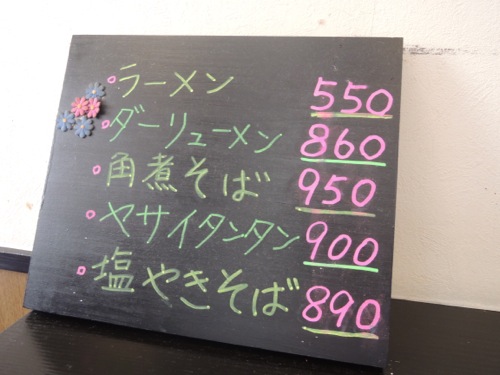 ラーメン 550
ダーリューメン 860
角煮そば 950
ヤサイタンタン 900
塩やきそば 890